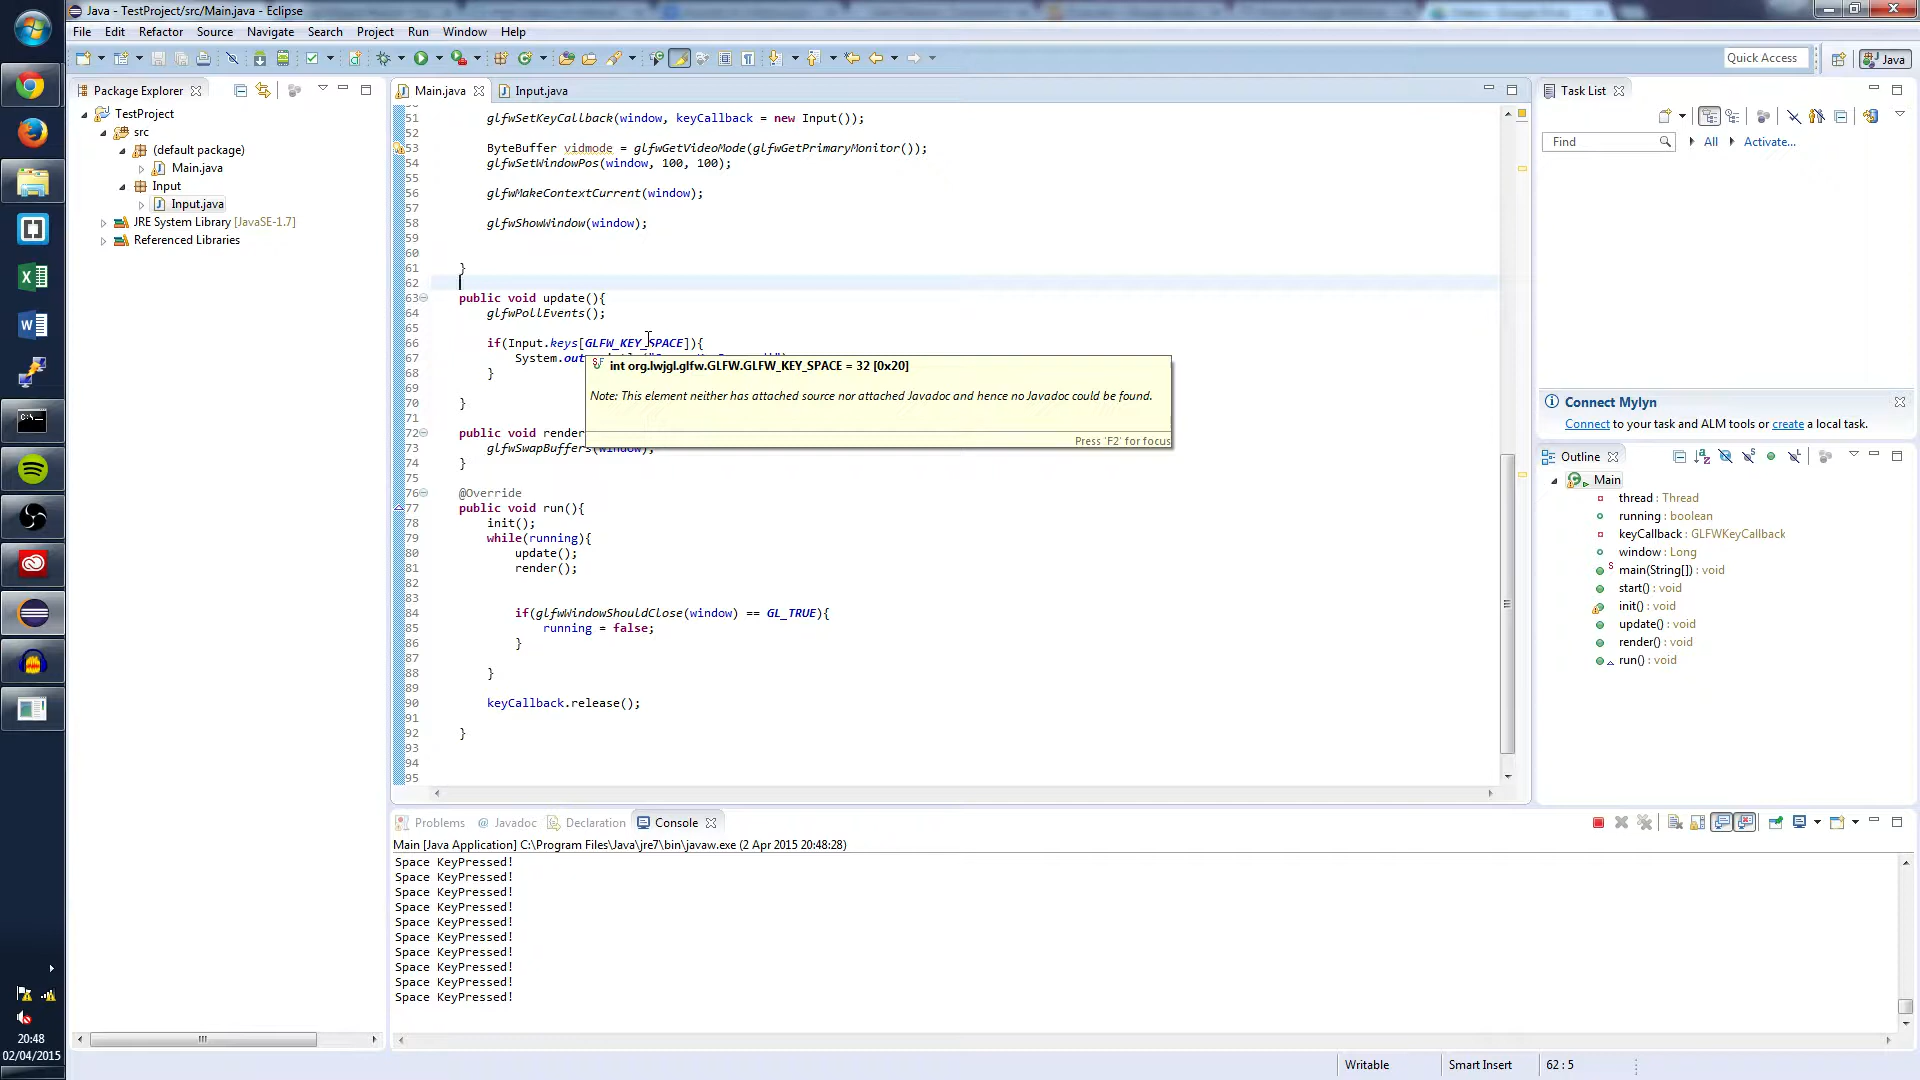 Java - TestProject/src/Main.java - Eclipse
File Edit Refactor Source Navigate Search Project Run Window Help
Quick Access
Java
Package Explorer
TestProject
src
(default package)
Main.java
Input
Input.java
JRE System Library [JavaSE-1.7]
Referenced Libraries
Main.java
Input.java
51 glfwSetKeyCallback(window, keyCallback = new Input());
52
53 ByteBuffer vidmode = glfwGetVideoMode(glfwGetPrimaryMonitor());
54 glfwSetWindowPos(window, 100, 100);
55
56 glfwMakeContextCurrent(window);
57
58 glfwShowWindow(window);
59
60
61 }
62
63 public void update(){
64 glfwPollEvents();
65
66 if(Input.keys[GLFW_KEY_SPACE]){
67 System.out
68 }
69
70 }
71
72 public void render
73 glfwSwapBuffers(window);
74 }
75
76 @Override
77 public void run(){
78 init();
79 while(running){
80 update();
81 render();
82
83
84 if(glfwWindowShouldClose(window) == GL_TRUE){
85 running = false;
86 }
87
88 }
89
90 keyCallback.release();
91
92 }
93
94
95
int org.lwjgl.glfw.GLFW.GLFW_KEY_SPACE = 32 [0x20]
Note: This element neither has attached source nor attached Javadoc and hence no Javadoc could be found.
Press 'F2' for focus
Task List
Find
All
Activate...
Connect Mylyn
Connect to your task and ALM tools or create a local task.
Outline
Main
thread : Thread
running : boolean
keyCallback : GLFWKeyCallback
window : Long
main(String[]) : void
start() : void
init() : void
update() : void
render() : void
run() : void
Problems
@ Javadoc
Declaration
Console
Main [Java Application] C:\Program Files\Java\jre7\bin\javaw.exe (2 Apr 2015 20:48:28)
Space KeyPressed!
Space KeyPressed!
Space KeyPressed!
Space KeyPressed!
Space KeyPressed!
Space KeyPressed!
Space KeyPressed!
Space KeyPressed!
Space KeyPressed!
Space KeyPressed!
Writable
Smart Insert
62 : 5
20:48
02/04/2015